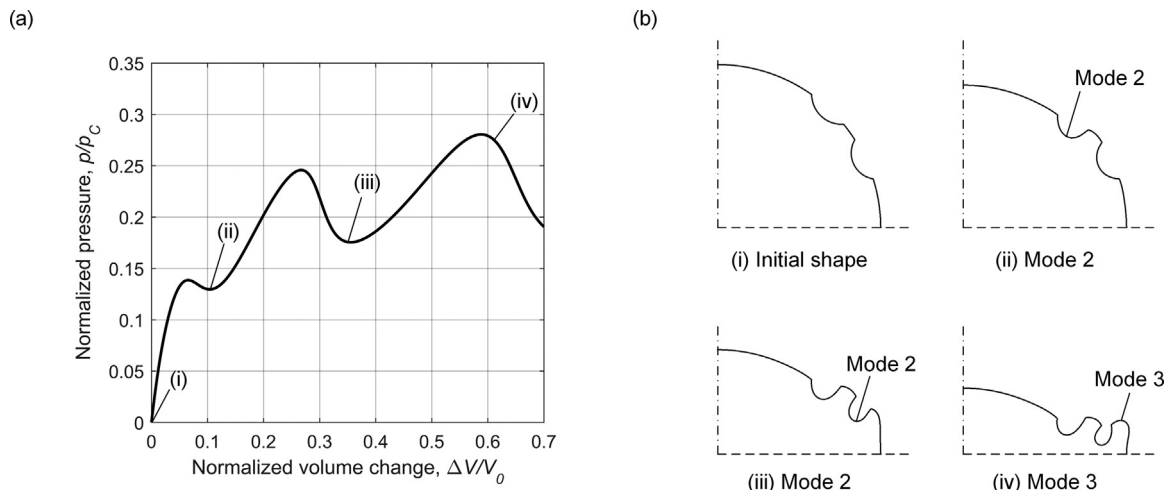 (a)
0.35
0.3
0.25
0.2
0.15
0.1
0.05
0
Normalized pressure, p/p_C
(i)
(ii)
(iii)
(iv)
0 0.1 0.2 0.3 0.4 0.5 0.6 0.7
Normalized volume change, ΔV/V_0
(b)
(i) Initial shape
Mode 2
(ii) Mode 2
Mode 2
(iii) Mode 2
Mode 3
(iv) Mode 3